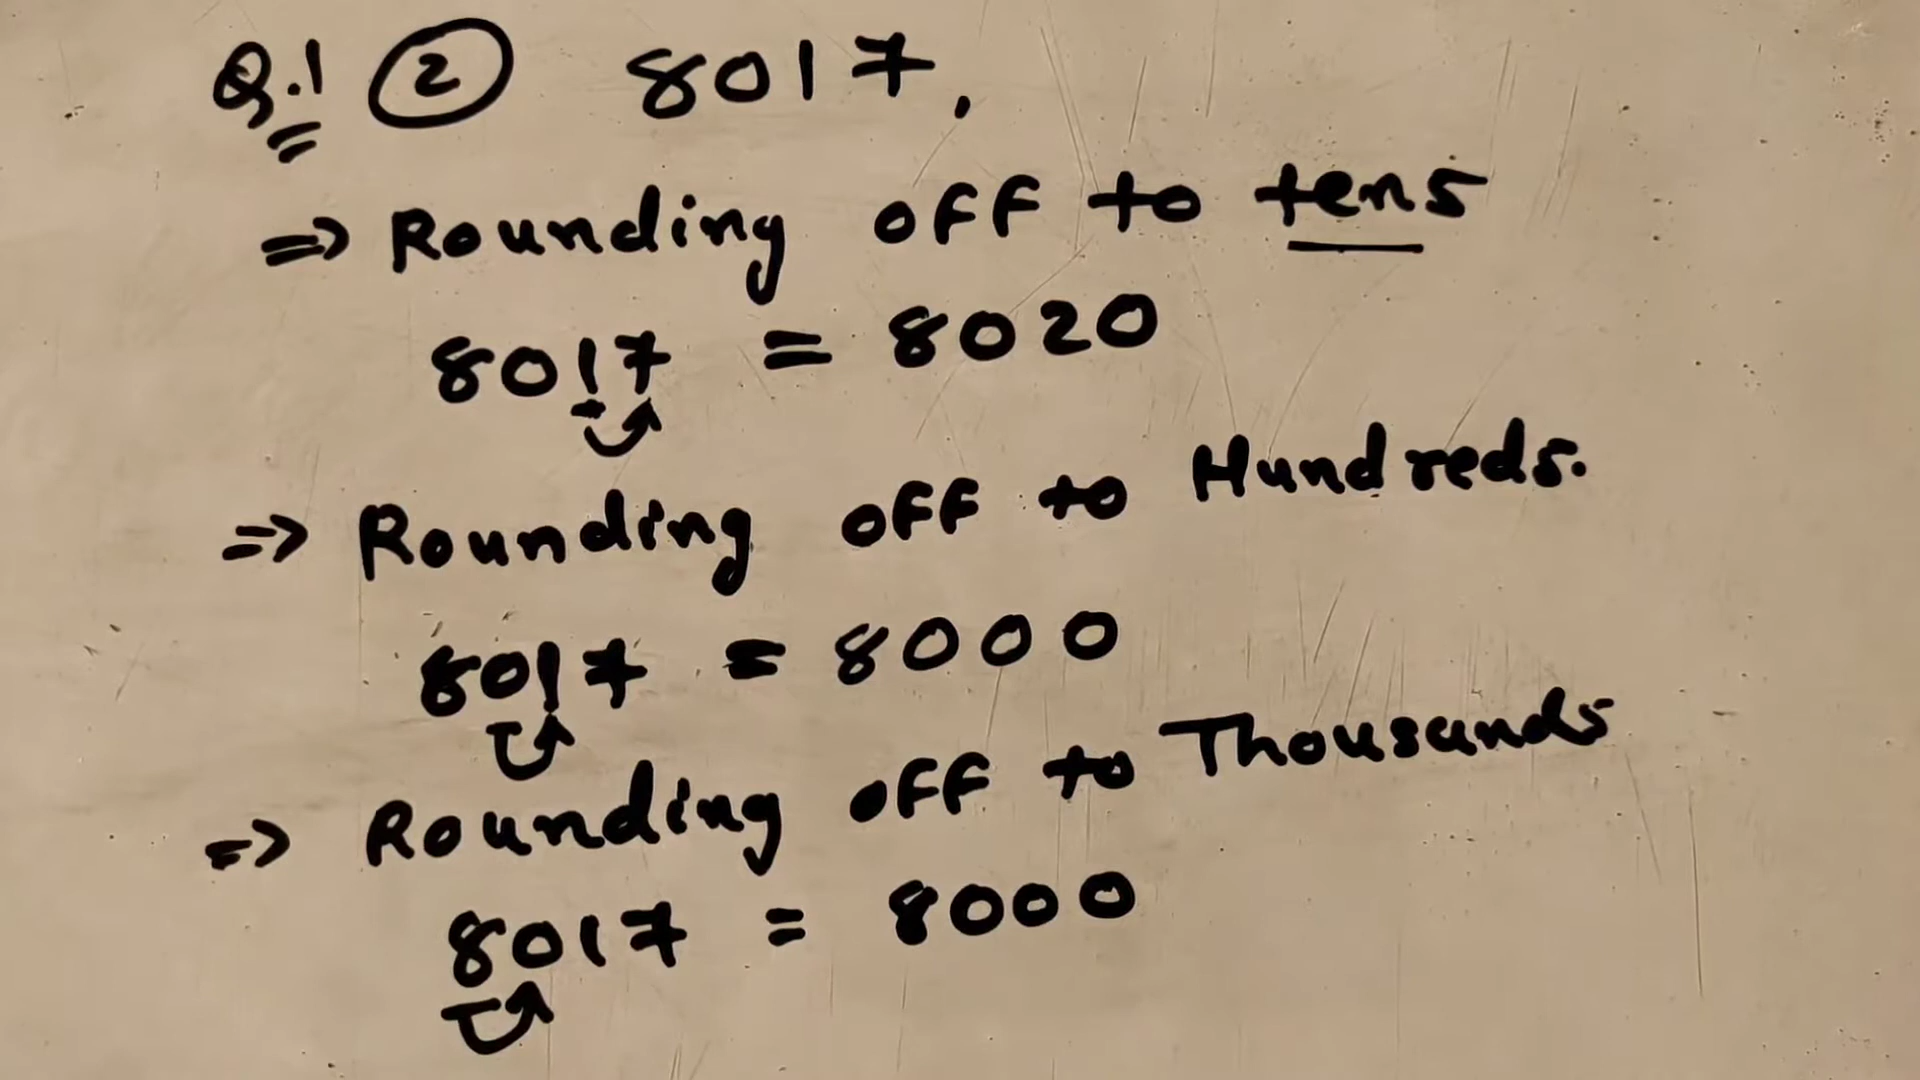 Q.1 ② 8017,
⇒ Rounding off to tens
8017 = 8020
⇒ Rounding off to Hundreds.
8017 = 8000
⇒ Rounding off to Thousands
8017 = 8000